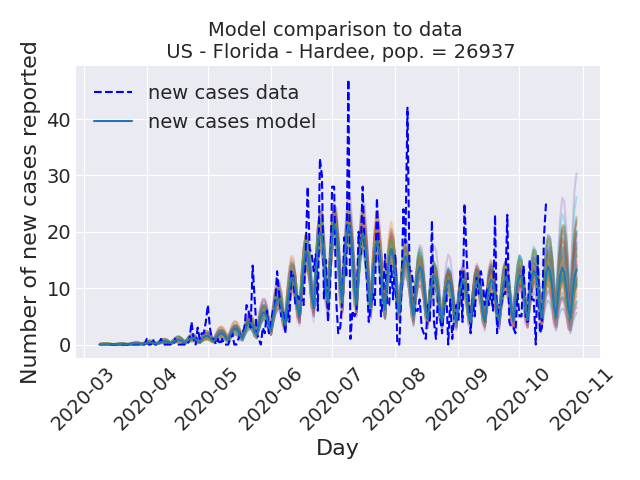 Model comparison to data
US - Florida - Hardee, pop. = 26937
Number of new cases reported
new cases data
new cases model
40
30
20
10
0
2020-03
2020-04
2020-05
2020-06
2020-07
2020-08
2020-09
2020-10
2020-11
Day